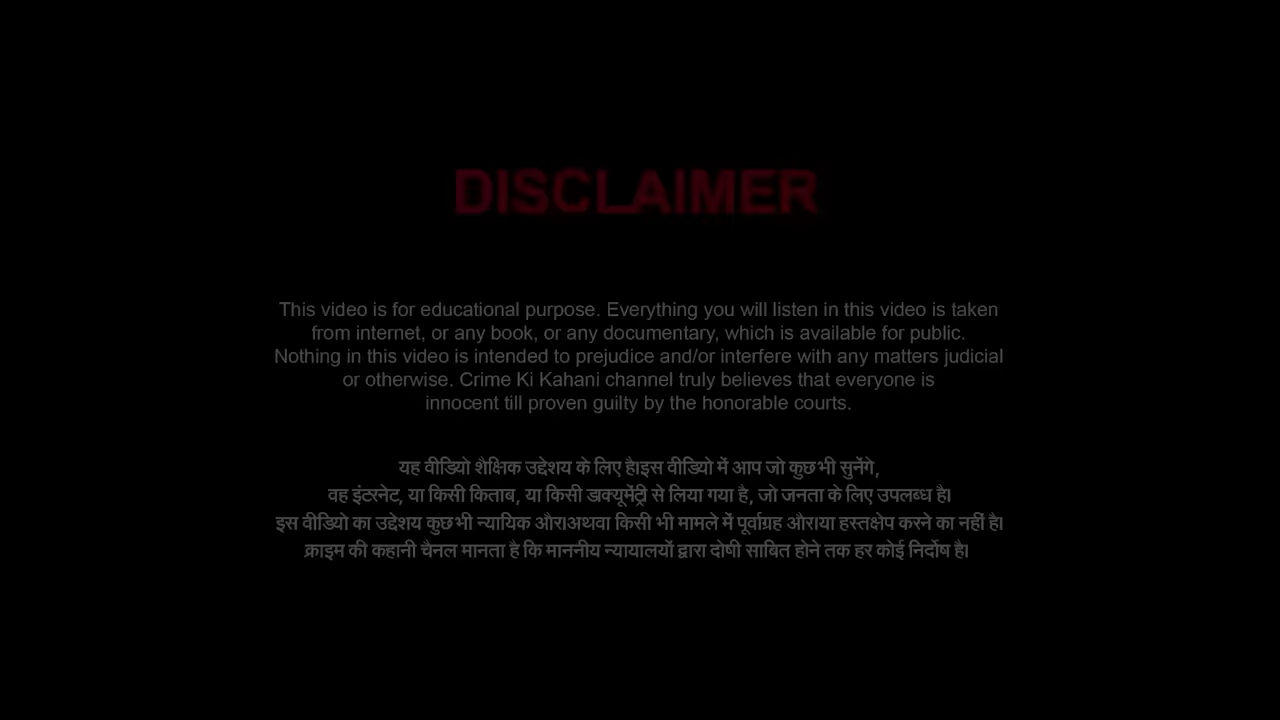 DISCLAIMER
This video is for educational purpose. Everything you will listen in this video is taken
from internet, or any book, or any documentary, which is available for public.
Nothing in this video is intended to prejudice and/or interfere with any matters judicial
or otherwise. Crime Ki Kahani channel truly believes that everyone is
innocent till proven guilty by the honorable courts.
यह वीडियो शैक्षिक उद्देशय के लिए है।इस वीडियो में आप जो कुछ भी सुनेंगे,
वह इंटरनेट, या किसी किताब, या किसी डाक्यूमेंट्री से लिया गया है, जो जनता के लिए उपलब्ध है।
इस वीडियो का उद्देशय कुछ भी न्यायिक और।अथवा किसी भी मामले में पूर्वाग्रह और।या हस्तक्षेप करने का नहीं है।
क्राइम की कहानी चैनल मानता है कि माननीय न्यायालयों द्वारा दोषी साबित होने तक हर कोई निर्दोष है।